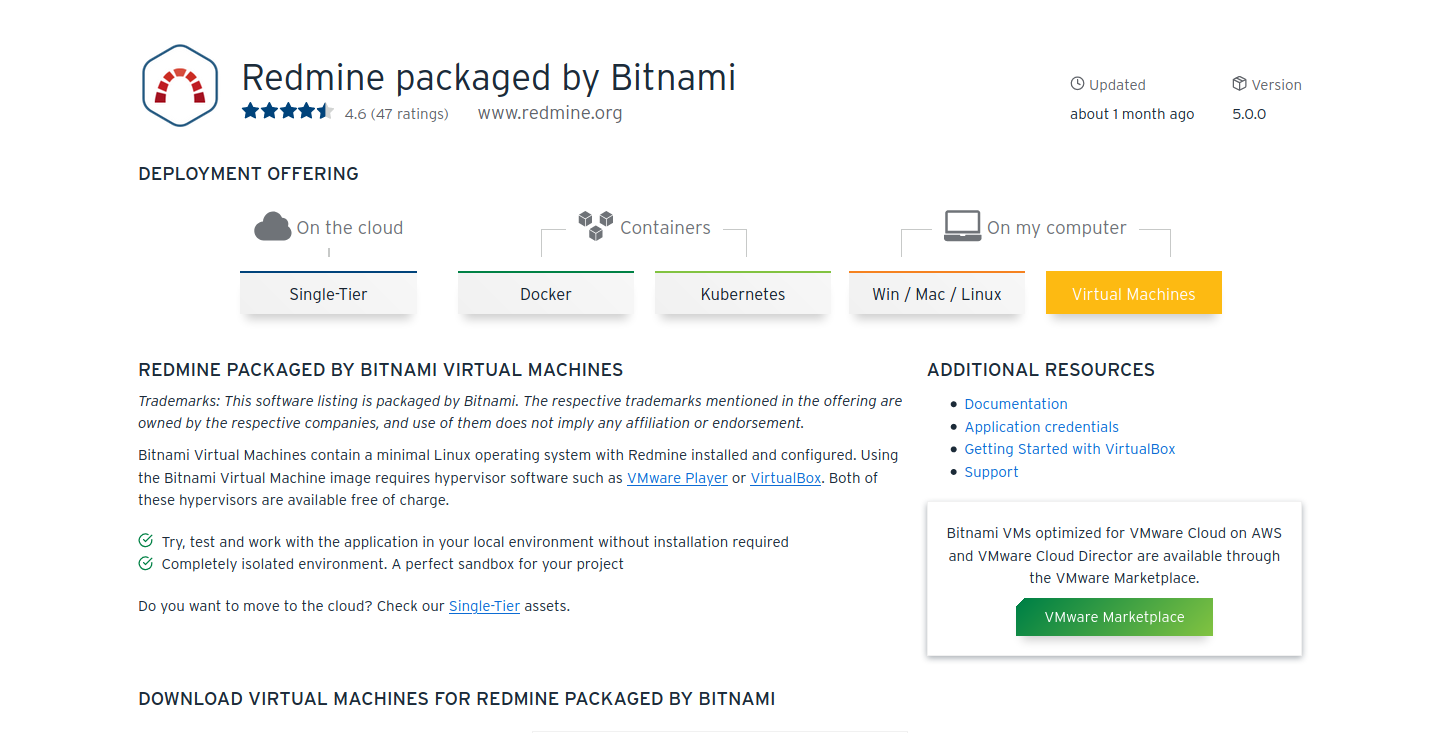 Redmine packaged by Bitnami
4.6 (47 ratings) www.redmine.org
Updated
about 1 month ago
Version
5.0.0
DEPLOYMENT OFFERING
On the cloud
Containers
On my computer
Single-Tier
Docker
Kubernetes
Win / Mac / Linux
Virtual Machines
REDMINE PACKAGED BY BITNAMI VIRTUAL MACHINES
Trademarks: This software listing is packaged by Bitnami. The respective trademarks mentioned in the offering are
owned by the respective companies, and use of them does not imply any affiliation or endorsement.
Bitnami Virtual Machines contain a minimal Linux operating system with Redmine installed and configured. Using
the Bitnami Virtual Machine image requires hypervisor software such as VMware Player or VirtualBox. Both of
these hypervisors are available free of charge.
Try, test and work with the application in your local environment without installation required
Completely isolated environment. A perfect sandbox for your project
Do you want to move to the cloud? Check our Single-Tier assets.
ADDITIONAL RESOURCES
Documentation
Application credentials
Getting Started with VirtualBox
Support
Bitnami VMs optimized for VMware Cloud on AWS
and VMware Cloud Director are available through
the VMware Marketplace.
VMware Marketplace
DOWNLOAD VIRTUAL MACHINES FOR REDMINE PACKAGED BY BITNAMI